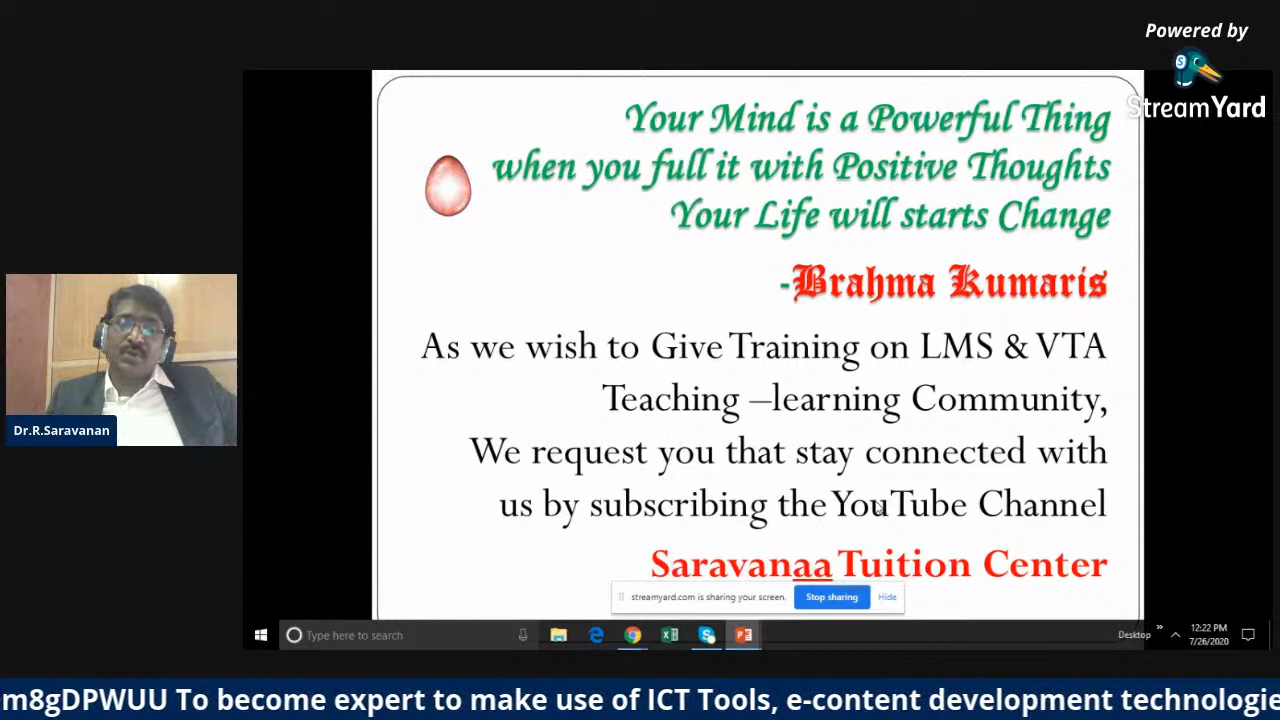 Powered by
StreamYard
Your Mind is a Powerful Thing
when you full it with Positive Thoughts
Your Life will starts Change
-Brahma Kumaris
As we wish to Give Training on LMS & VTA
Teaching –learning Community,
We request you that stay connected with
us by subscribing the YouTube Channel
Saravanaa Tuition Center
Dr.R.Saravanan
streamyard.com is sharing your screen. Stop sharing Hide
Type here to search
Desktop
12:22 PM
7/26/2020
m8gDPWUU To become expert to make use of ICT Tools, e-content development technologie